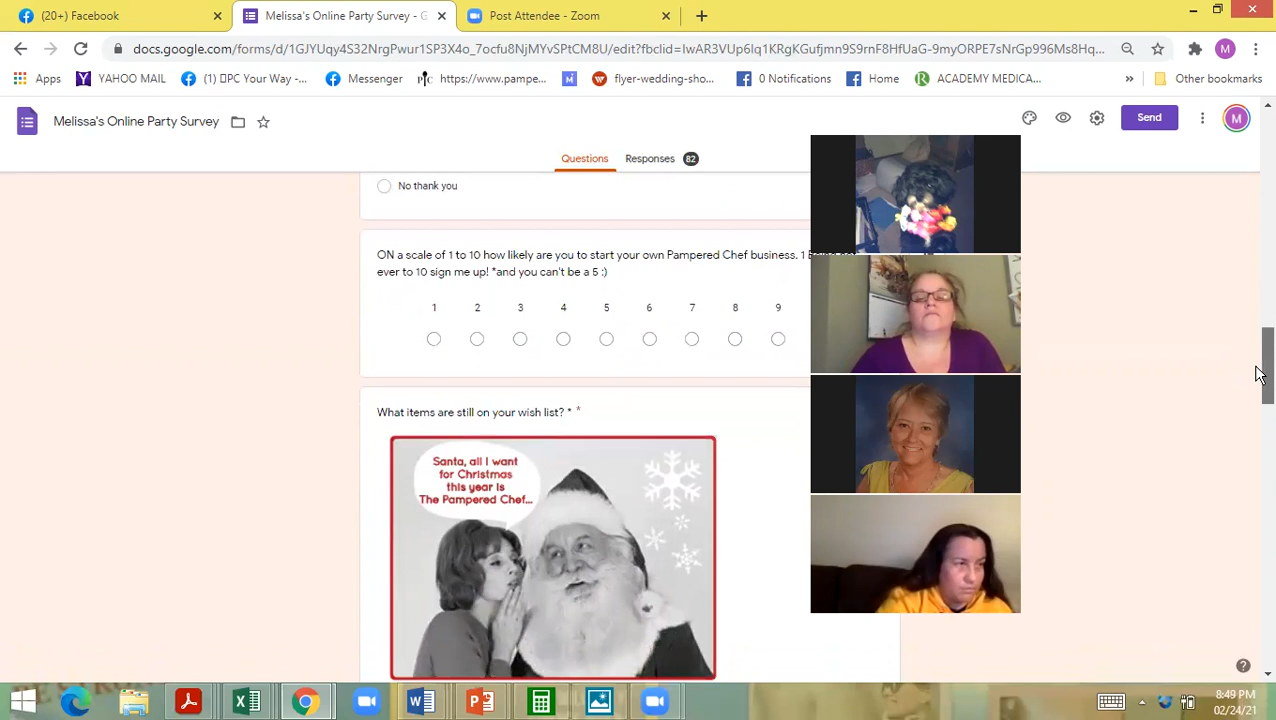 (20+) Facebook
Melissa's Online Party Survey - G
Post Attendee - Zoom
docs.google.com/forms/d/1GJYUqy4S32NrgPwur1SP3X4o_7ocfu8NjMYvSPtCM8U/edit?fbclid=IwAR3VUp6lq1KRgKGufjmn9S9rnF8HfUaG-9myORPE7sNrGp996Ms8Hq...
Apps
YAHOO MAIL
(1) PC Your Way -...
Messenger
https://www.pampe...
flyer-wedding-sho...
0 Notifications
Home
ACADEMY MEDICA...
»
Other bookmarks
Melissa's Online Party Survey
Send
M
Questions
Responses 82
No thank you
ON a scale of 1 to 10 how likely are you to start your own Pampered Chef business. 1
ever to 10 sign me up! *and you can't be a 5 :)
1 2 3 4 5 6 7 8 9
What items are still on your wish list? * *
Santa, all I want
for Christmas
this year is
The Pampered Chef...
8:49 PM
02/24/21